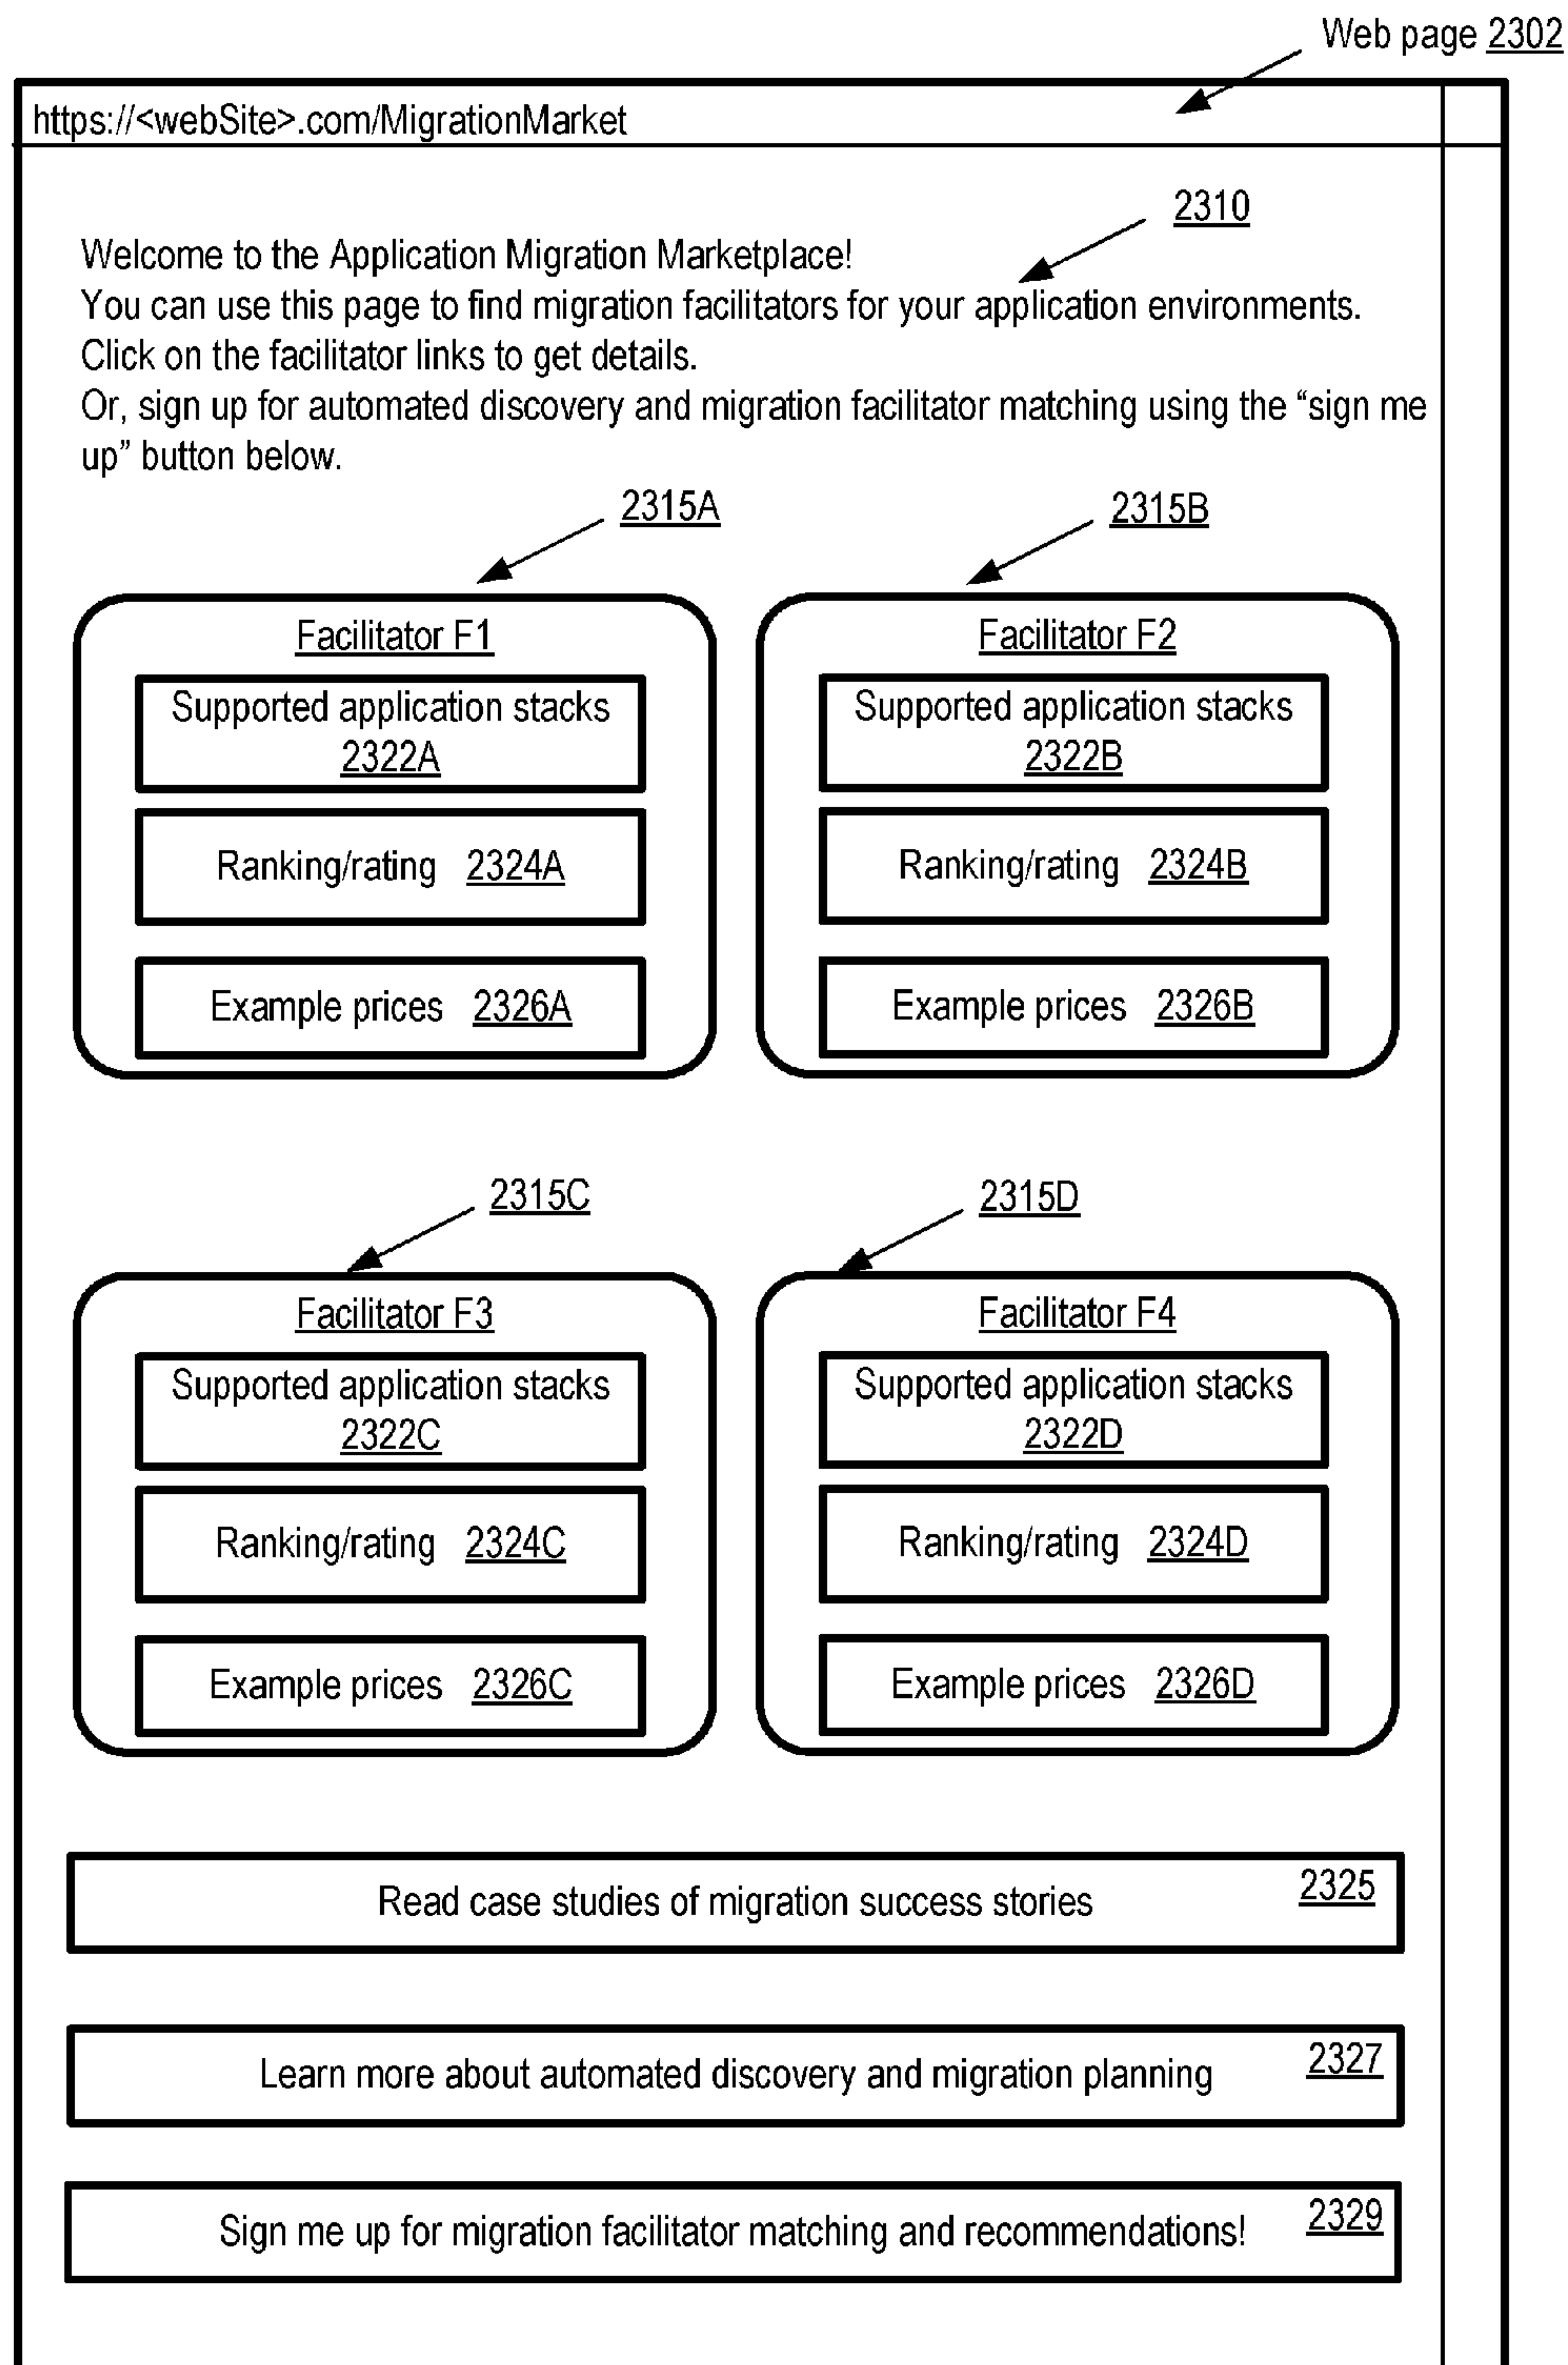 Web page 2302
https://<webSite>.com/MigrationMarket
2310
Welcome to the Application Migration Marketplace!
You can use this page to find migration facilitators for your application environments.
Click on the facilitator links to get details.
Or, sign up for automated discovery and migration facilitator matching using the “sign me
up” button below.
2315A
2315B
Facilitator F1
Supported application stacks
2322A
Ranking/rating 2324A
Example prices 2326A
Facilitator F2
Supported application stacks
2322B
Ranking/rating 2324B
Example prices 2326B
2315C
2315D
Facilitator F3
Supported application stacks
2322C
Ranking/rating 2324C
Example prices 2326C
Facilitator F4
Supported application stacks
2322D
Ranking/rating 2324D
Example prices 2326D
Read case studies of migration success stories 2325
Learn more about automated discovery and migration planning 2327
Sign me up for migration facilitator matching and recommendations! 2329